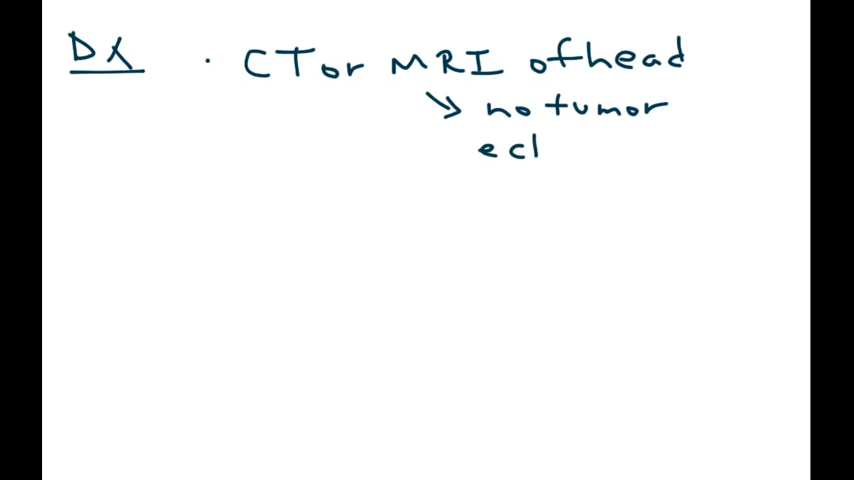 DX . CT or MRI of head
no tumor
ecl